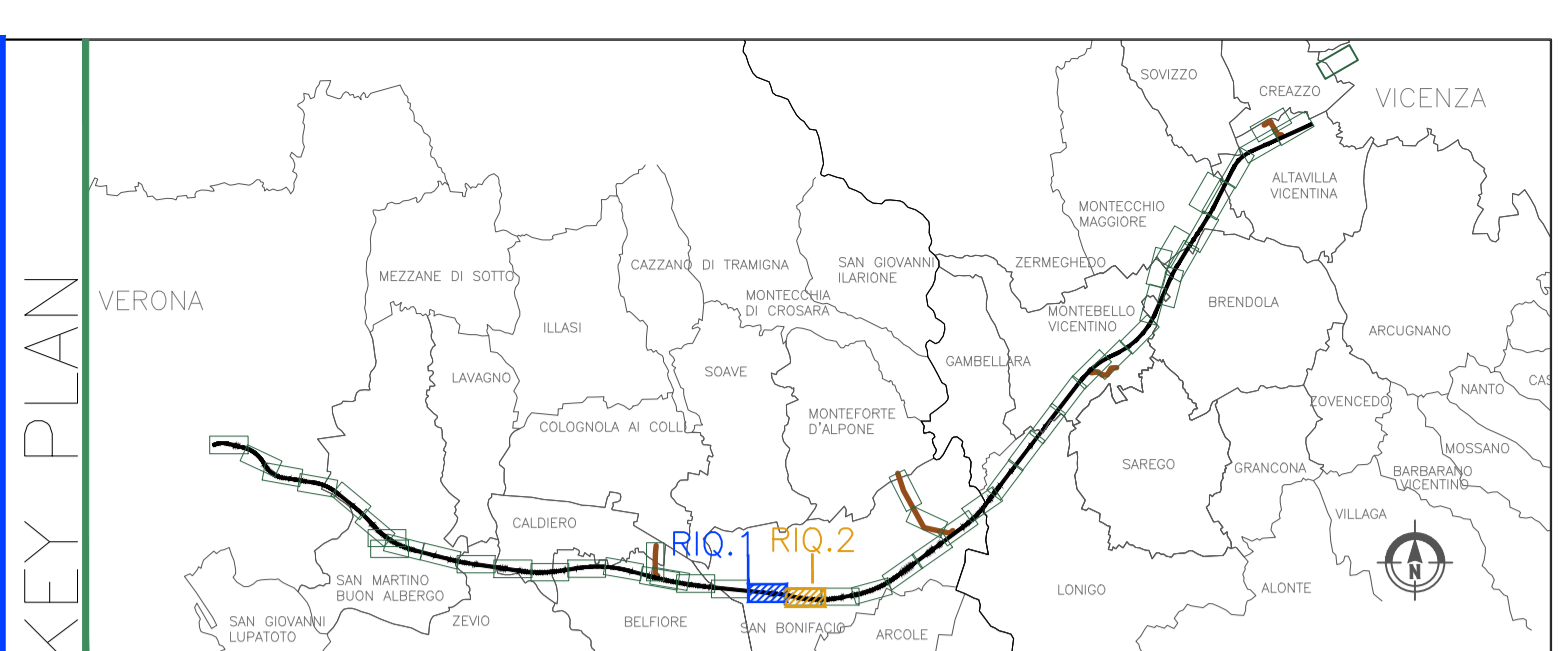 KEY PLAN
SOVIZZO
CREAZZO
VICENZA
ALTAVILLA
VICENTINA
MONTECCHIO
MAGGIORE
MEZZANE DI SOTTO
CAZZANO DI TRAMIGNA
SAN GIOVANNI
ILARIONE
ZERMEGHEDO
VERONA
MONTECCHIA
DI CROSARA
BRENDOLA
ILLASI
MONTEBELLO
VICENTINO
ARCUGNANO
GAMBELLARA
LAVAGNO
SOAVE
NANTO
CAS
ZOVENCEDO
MONTEFORTE
D'ALPONE
COLOGNOLA AI COLLI
MOSSANO
SAREGO
GRANCONA
BARBARANO
VICENTINO
CALDIERO
VILLAGA
RIQ.1
RIQ.2
N
SAN MARTINO
BUON ALBERGO
LONIGO
ALONTE
SAN GIOVANNI
LUPATOTO
ZEVIO
BELFIORE
SAN BONIFACIO
ARCOLE